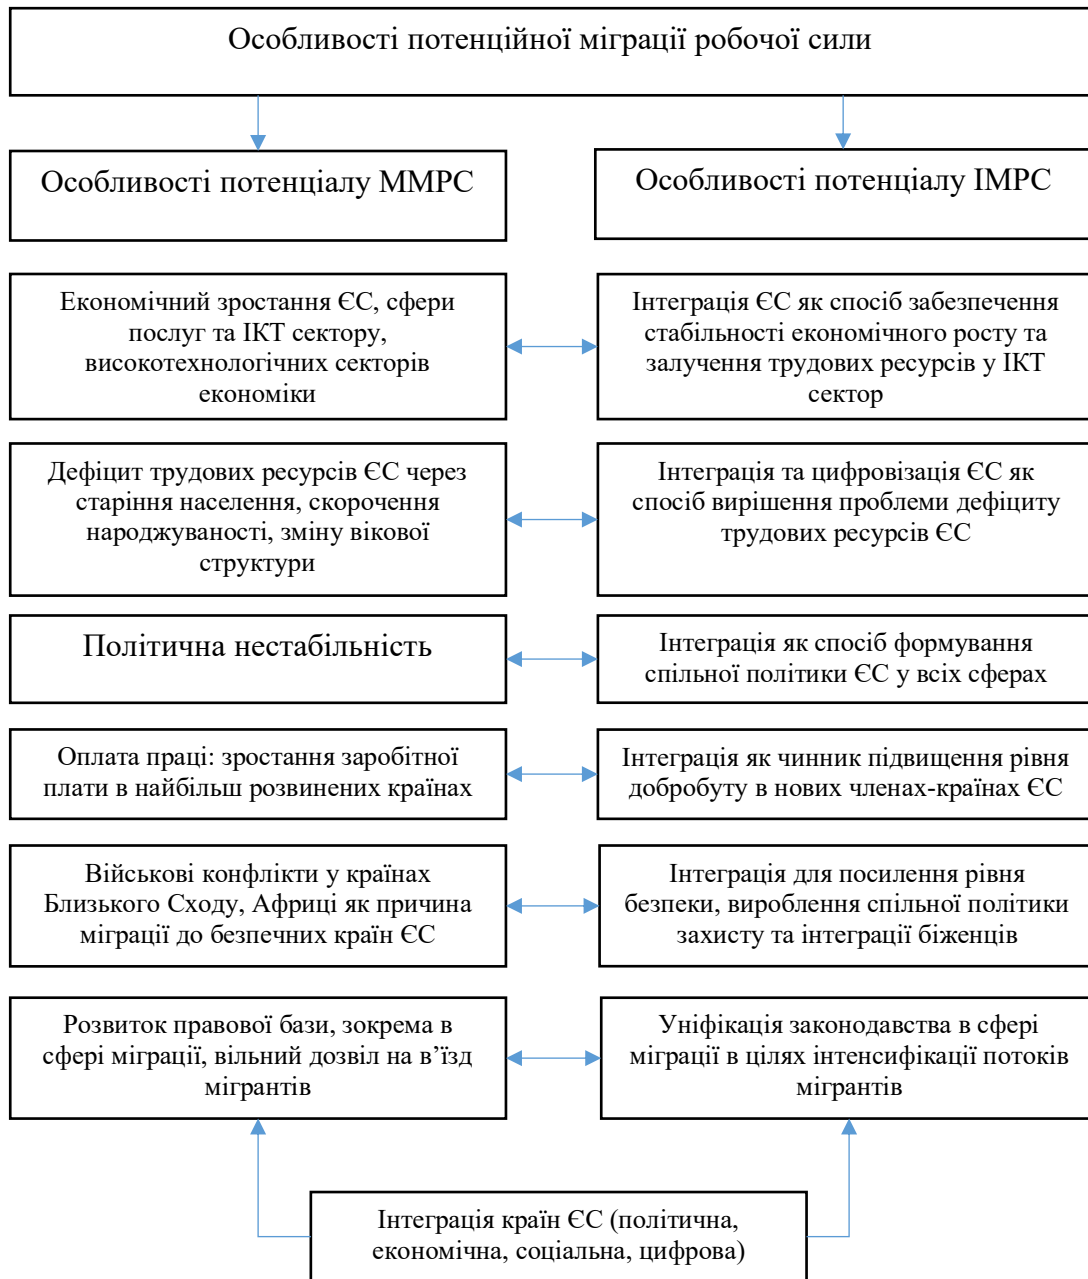 Особливості потенційної міграції робочої сили
Особливості потенціалу ММРС
Особливості потенціалу ІМРС
Економічний зростання ЄС, сфери
послуг та ІКТ сектору,
високотехнологічних секторів
економіки
Інтеграція ЄС як спосіб забезпечення
стабільності економічного росту та
залучення трудових ресурсів у ІКТ
сектор
Дефіцит трудових ресурсів ЄС через
старіння населення, скорочення
народжуваності, зміну вікової
структури
Інтеграція та цифровізація ЄС як
спосіб вирішення проблеми дефіциту
трудових ресурсів ЄС
Політична нестабільність
Інтеграція як спосіб формування
спільної політики ЄС у всіх сферах
Оплата праці: зростання заробітної
плати в найбільш розвинених країнах
Інтеграція як чинник підвищення рівня
добробуту в нових членах-країнах ЄС
Військові конфлікти у країнах
Близького Сходу, Африці як причина
міграції до безпечних країн ЄС
Інтеграція для посилення рівня
безпеки, вироблення спільної політики
захисту та інтеграції біженців
Розвиток правової бази, зокрема в
сфері міграції, вільний дозвіл на в’їзд
мігрантів
Уніфікація законодавства в сфері
міграції в цілях інтенсифікації потоків
мігрантів
Інтеграція країн ЄС (політична,
економічна, соціальна, цифрова)